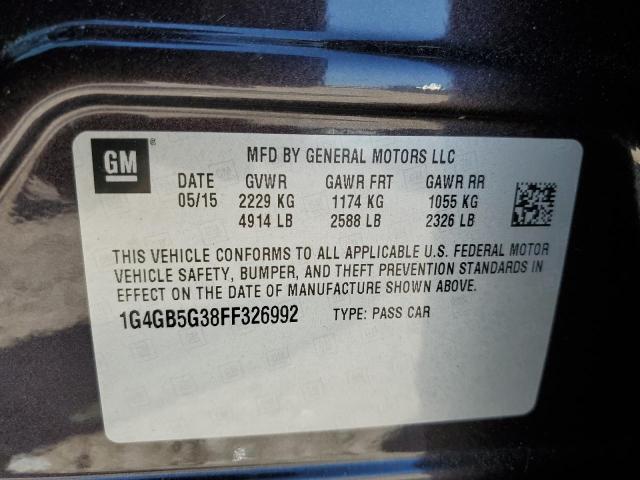 GM®
MFD BY GENERAL MOTORS LLC
DATE GVWR GAWR FRT GAWR RR
05/15 2229 KG 1174 KG 1055 KG
4914 LB 2588 LB 2326 LB
THIS VEHICLE CONFORMS TO ALL APPLICABLE U.S. FEDERAL MOTOR
VEHICLE SAFETY, BUMPER, AND THEFT PREVENTION STANDARDS IN
EFFECT ON THE DATE OF MANUFACTURE SHOWN ABOVE.
1G4GB5G38FF326992 TYPE: PASS CAR